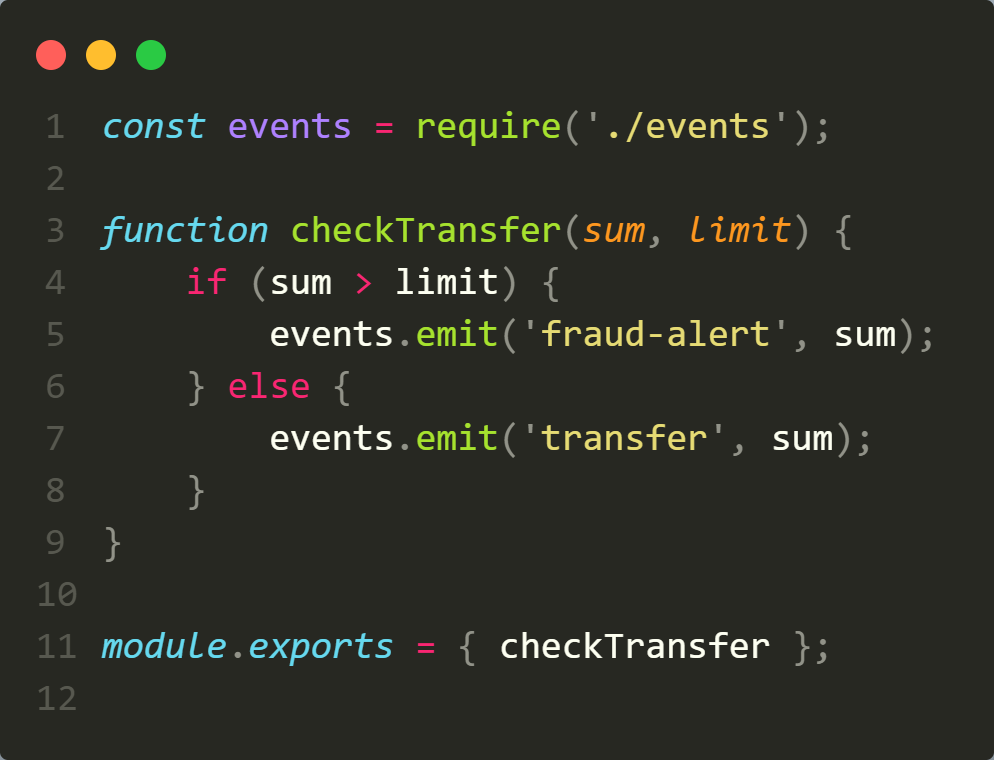 1 const events = require('./events');
2
3 function checkTransfer(sum, limit) {
4     if (sum > limit) {
5         events.emit('fraud-alert', sum);
6     } else {
7         events.emit('transfer', sum);
8     }
9 }
10
11 module.exports = { checkTransfer };
12